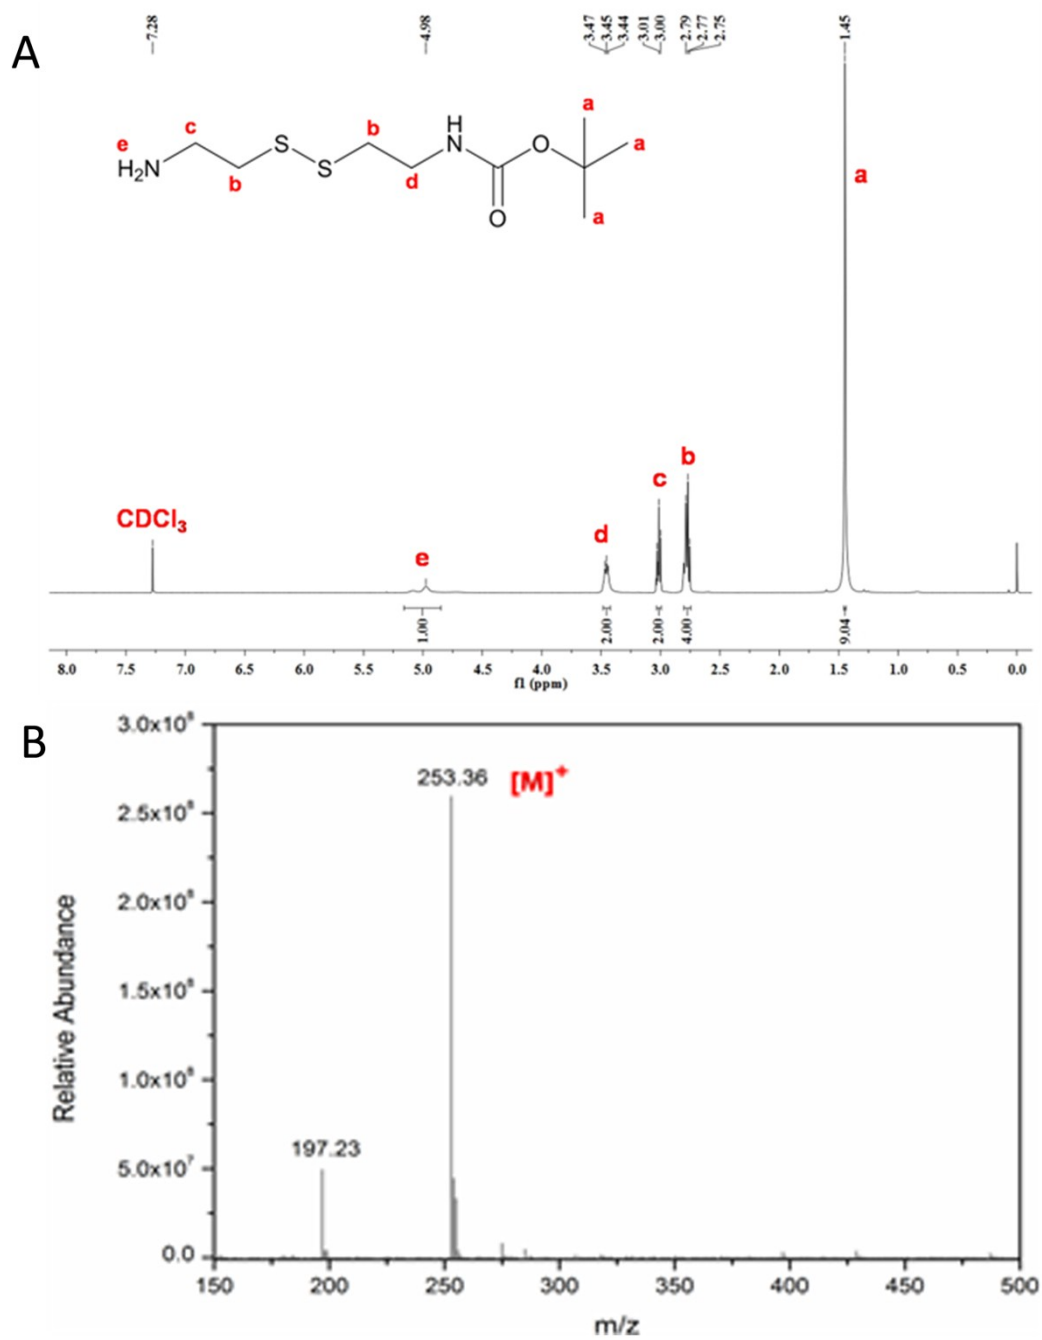 A
7.28
4.98
3.47
3.45
3.44
3.01
3.00
2.79
2.77
2.75
1.45
e
H₂N
c
b
S
S
b
d
H
N
O
O
a
a
a
a
CDCl₃
e
d
c
b
1.00
2.00
2.00
4.00
9.04
8.0 7.5 7.0 6.5 6.0 5.5 5.0 4.5 4.0 3.5 3.0 2.5 2.0 1.5 1.0 0.5 0.0
f1 (ppm)
B
253.36 [M]⁺
197.23
3.0x10⁸
2.5x10⁸
2.0x10⁸
1.5x10⁸
1.0x10⁸
5.0x10⁷
0.0
Relative Abundance
150 200 250 300 350 400 450 500
m/z